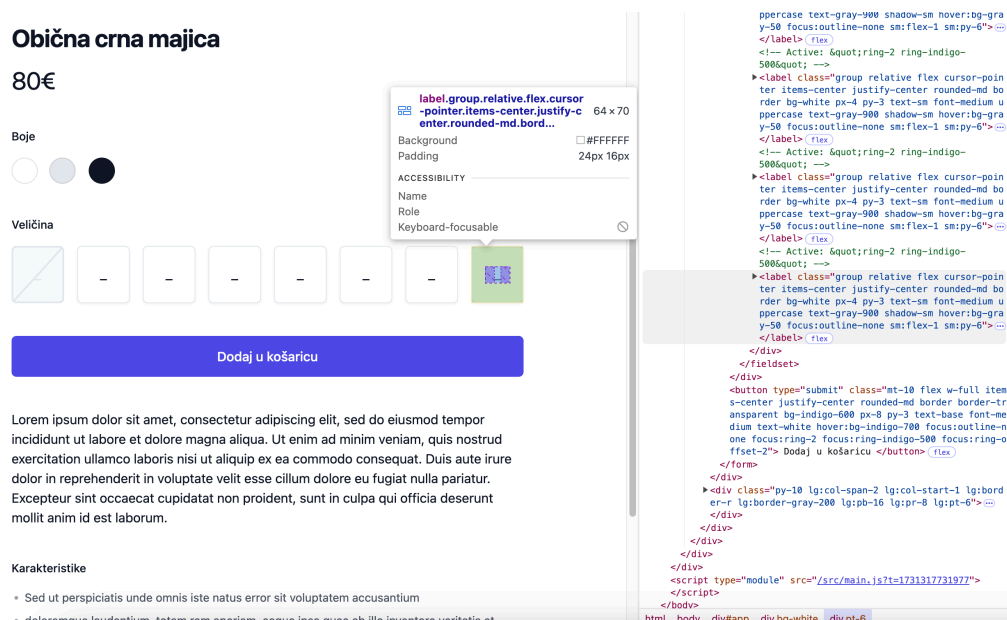 Obična crna majica
80€
Boje
Veličina
–
–
–
–
–
–
Dodaj u košaricu
Lorem ipsum dolor sit amet, consectetur adipiscing elit, sed do eiusmod tempor
incididunt ut labore et dolore magna aliqua. Ut enim ad minim veniam, quis nostrud
exercitation ullamco laboris nisi ut aliquip ex ea commodo consequat. Duis aute irure
dolor in reprehenderit in voluptate velit esse cillum dolore eu fugiat nulla pariatur.
Excepteur sint occaecat cupidatat non proident, sunt in culpa qui officia deserunt
mollit anim id est laborum.
Karakteristike
• Sed ut perspiciatis unde omnis iste natus error sit voluptatem accusantium
label.group.relative.flex.cursor
-pointer.items-center.justify-c
enter.rounded-md.bord... 64 × 70
Background #FFFFFF
Padding 24px 16px
ACCESSIBILITY
Name
Role
Keyboard-focusable
ppercase text-gray-900 shadow-sm hover:bg-gra
y-50 focus:outline-none sm:flex-1 sm:py-6">…
</label> flex
<!-- Active: &quot;ring-2 ring-indigo-
500&quot; -->
<label class="group relative flex cursor-poin
ter items-center justify-center rounded-md bo
rder bg-white px-4 py-3 text-sm font-medium u
ppercase text-gray-900 shadow-sm hover:bg-gra
y-50 focus:outline-none sm:flex-1 sm:py-6">…
</label> flex
<!-- Active: &quot;ring-2 ring-indigo-
500&quot; -->
<label class="group relative flex cursor-poin
ter items-center justify-center rounded-md bo
rder bg-white px-4 py-3 text-sm font-medium u
ppercase text-gray-900 shadow-sm hover:bg-gra
y-50 focus:outline-none sm:flex-1 sm:py-6">…
</label> flex
<!-- Active: &quot;ring-2 ring-indigo-
500&quot; -->
<label class="group relative flex cursor-poin
ter items-center justify-center rounded-md bo
rder bg-white px-4 py-3 text-sm font-medium u
ppercase text-gray-900 shadow-sm hover:bg-gra
y-50 focus:outline-none sm:flex-1 sm:py-6">…
</label> flex
</div>
</fieldset>
</div>
<button type="submit" class="mt-10 flex w-full item
s-center justify-center rounded-md border border-tr
ansparent bg-indigo-600 px-8 py-3 text-base font-me
dium text-white hover:bg-indigo-700 focus:outline-n
one focus:ring-2 focus:ring-indigo-500 focus:ring-o
ffset-2"> Dodaj u košaricu </button> flex
</form>
</div>
<div class="py-10 lg:col-span-2 lg:col-start-1 lg:bord
er-r lg:border-gray-200 lg:pb-16 lg:pr-8 lg:pt-6">…
</div>
</div>
</div>
</div>
</div>
<script type="module" src="/src/main.js?t=1731317731977">
</script>
</body>
html body div#app div.bg-white div.pt-6